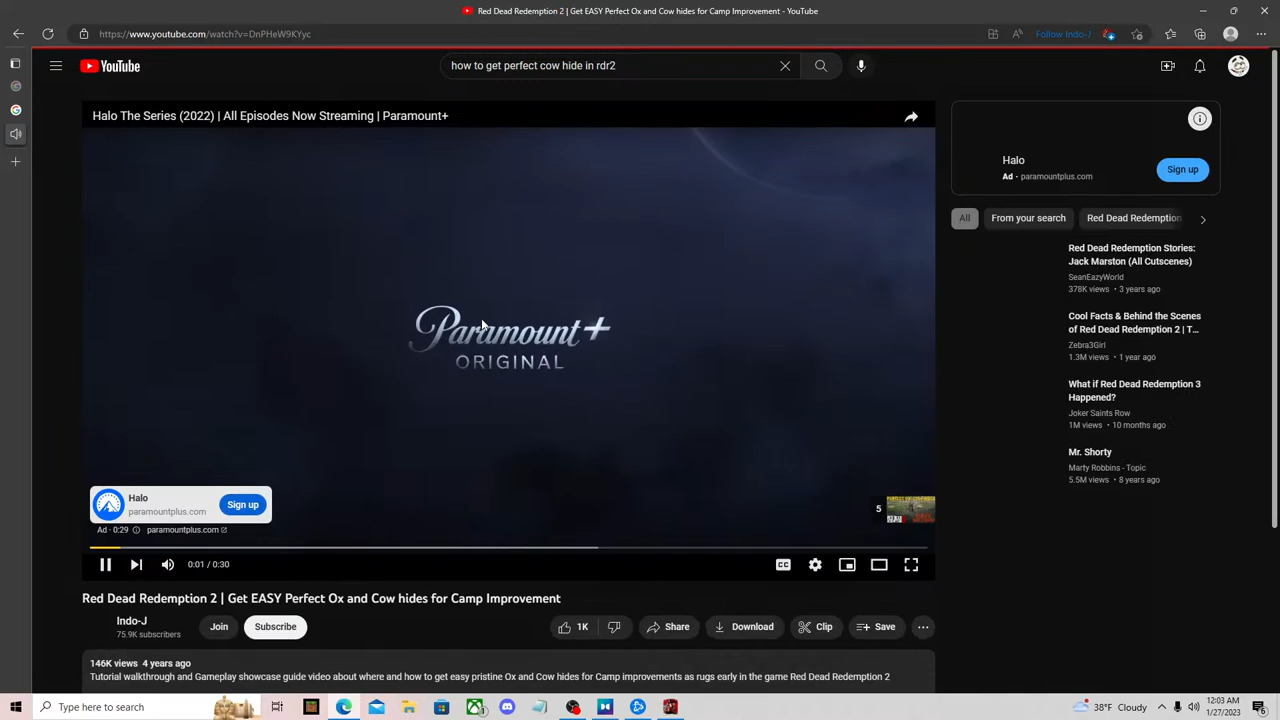 Red Dead Redemption 2 | Get EASY Perfect Ox and Cow hides for Camp Improvement - YouTube
https://www.youtube.com/watch?v=DnPHeW9KYyc
Follow Indo-J
YouTube
how to get perfect cow hide in rdr2
Halo The Series (2022) | All Episodes Now Streaming | Paramount+
Paramount+
ORIGINAL
Halo
paramountplus.com
Sign up
Ad · 0:29
paramountplus.com
5
0:01 / 0:30
CC
Red Dead Redemption 2 | Get EASY Perfect Ox and Cow hides for Camp Improvement
Indo-J
75.9K subscribers
Join
Subscribe
1K
Share
Download
Clip
Save
146K views 4 years ago
Tutorial walkthrough and Gameplay showcase guide video about where and how to get easy pristine Ox and Cow hides for Camp improvements as rugs early in the game Red Dead Redemption 2
Halo
Ad · paramountplus.com
Sign up
All
From your search
Red Dead Redemption
Red Dead Redemption Stories:
Jack Marston (All Cutscenes)
SeanEazyWorld
378K views • 3 years ago
Cool Facts & Behind the Scenes
of Red Dead Redemption 2 | T...
Zebra3Girl
1.3M views • 1 year ago
What if Red Dead Redemption 3
Happened?
Joker Saints Row
1M views • 10 months ago
Mr. Shorty
Marty Robbins - Topic
5.5M views • 8 years ago
Type here to search
38°F Cloudy
12:03 AM
1/27/2023